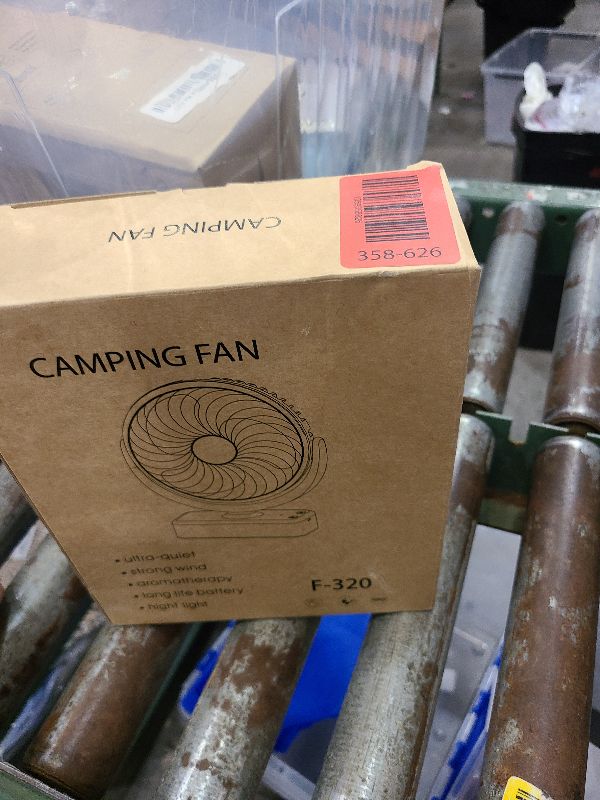 CAMPING FAN
358-626
CAMPING FAN
• ultra-quiet
• strong wind
• aromatherapy
• long life battery
• night light
F-320